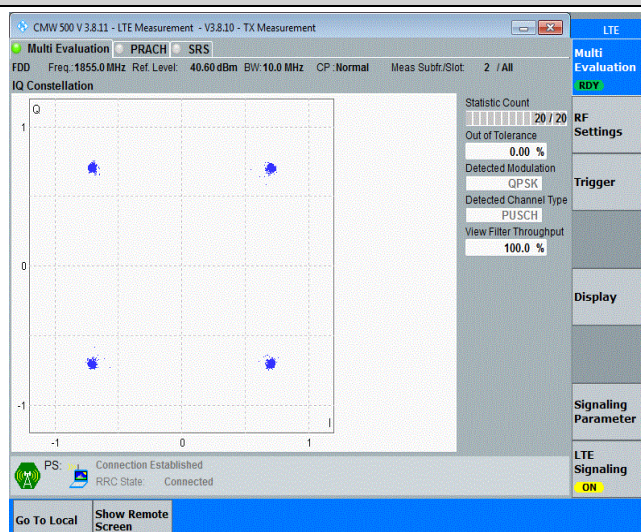 CMW 500 V 3.8.11 - LTE Measurement - V3.8.10 - TX Measurement
LTE
Multi Evaluation PRACH SRS
FDD Freq.:1855.0 MHz Ref. Level: 40.60 dBm BW:10.0 MHz CP :Normal Meas Subfr./Slot: 2 / All
IQ Constellation
Q
1
0
-1
-1 0 1
I
Statistic Count
20 / 20
Out of Tolerance
0.00 %
Detected Modulation
QPSK
Detected Channel Type
PUSCH
View Filter Throughput
100.0 %
Multi
Evaluation
RDY
RF
Settings
Trigger
Display
Signaling
Parameter
LTE
Signaling
ON
PS: Connection Established
RRC State: Connected
Go To Local
Show Remote
Screen